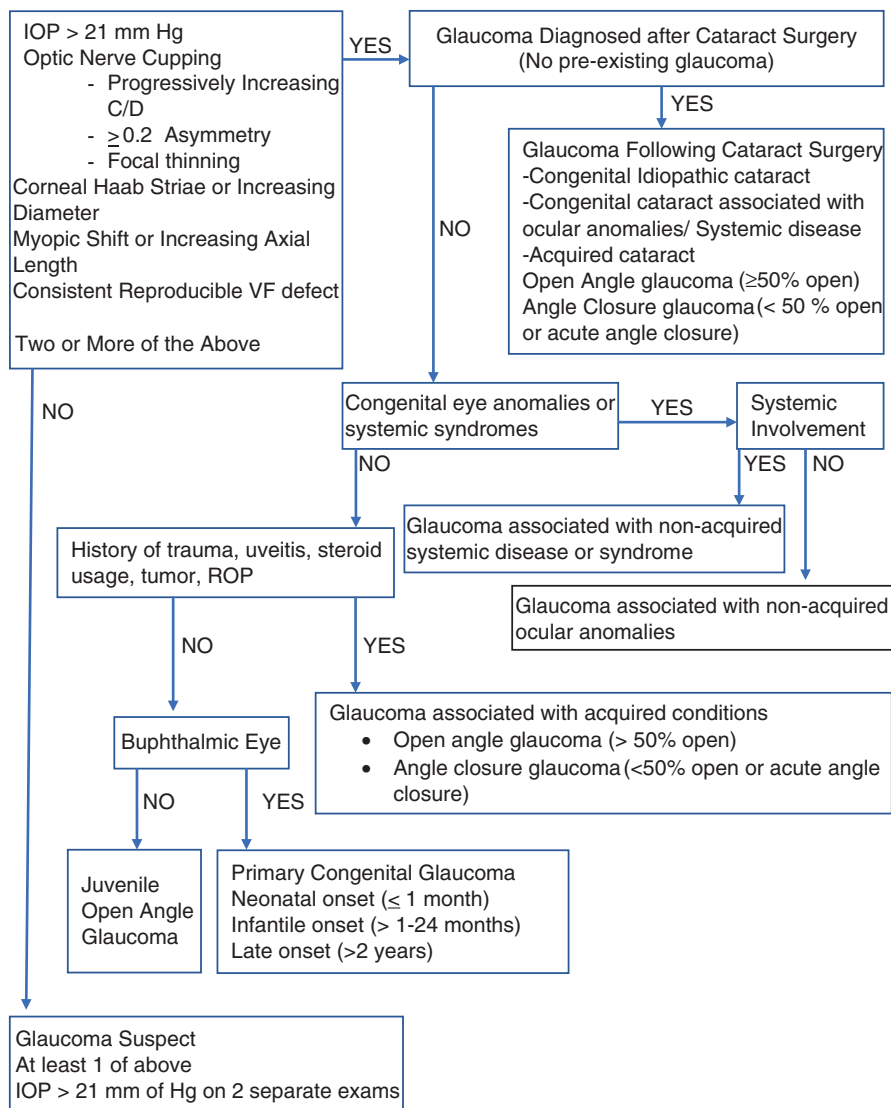 IOP > 21 mm Hg
Optic Nerve Cupping
- Progressively Increasing
C/D
- ≥ 0.2 Asymmetry
- Focal thinning
Corneal Haab Striae or Increasing
Diameter
Myopic Shift or Increasing Axial
Length
Consistent Reproducible VF defect
Two or More of the Above
YES
Glaucoma Diagnosed after Cataract Surgery
(No pre-existing glaucoma)
YES
Glaucoma Following Cataract Surgery
-Congenital Idiopathic cataract
-Congenital cataract associated with
ocular anomalies/ Systemic disease
-Acquired cataract
Open Angle glaucoma (≥50% open)
Angle Closure glaucoma (< 50 % open
or acute angle closure)
NO
NO
Congenital eye anomalies or
systemic syndromes
YES
Systemic
Involvement
NO
YES
NO
Glaucoma associated with non-acquired
systemic disease or syndrome
Glaucoma associated with non-acquired
ocular anomalies
History of trauma, uveitis, steroid
usage, tumor, ROP
NO
YES
Glaucoma associated with acquired conditions
• Open angle glaucoma (> 50% open)
• Angle closure glaucoma (<50% open or acute angle
closure)
Buphthalmic Eye
NO
YES
Juvenile
Open Angle
Glaucoma
Primary Congenital Glaucoma
Neonatal onset (≤ 1 month)
Infantile onset (> 1-24 months)
Late onset (>2 years)
Glaucoma Suspect
At least 1 of above
IOP > 21 mm of Hg on 2 separate exams